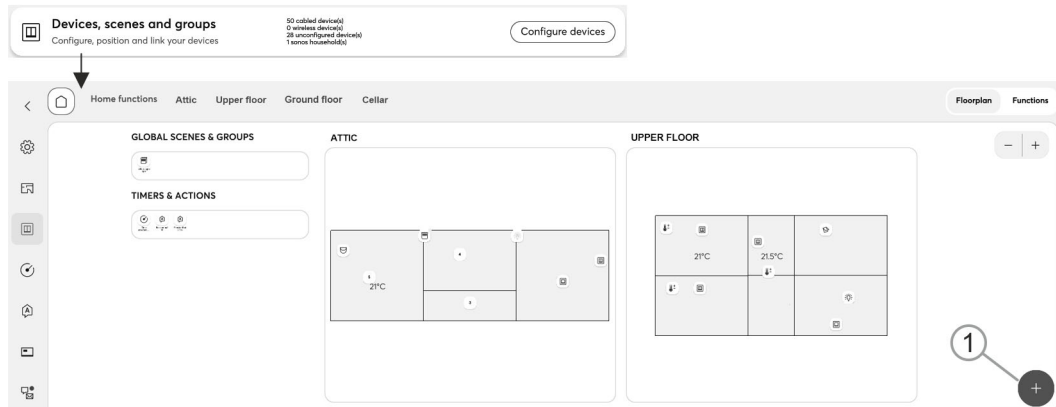 Devices, scenes and groups
Configure, position and link your devices
50 cabled device(s)
0 wireless device(s)
28 unconfigured device(s)
1 sonos household(s)
Configure devices
Home functions Attic Upper floor Ground floor Cellar
Floorplan Functions
GLOBAL SCENES & GROUPS
TIMERS & ACTIONS
ATTIC
21°C
UPPER FLOOR
21°C
21.5°C
− +
1
+